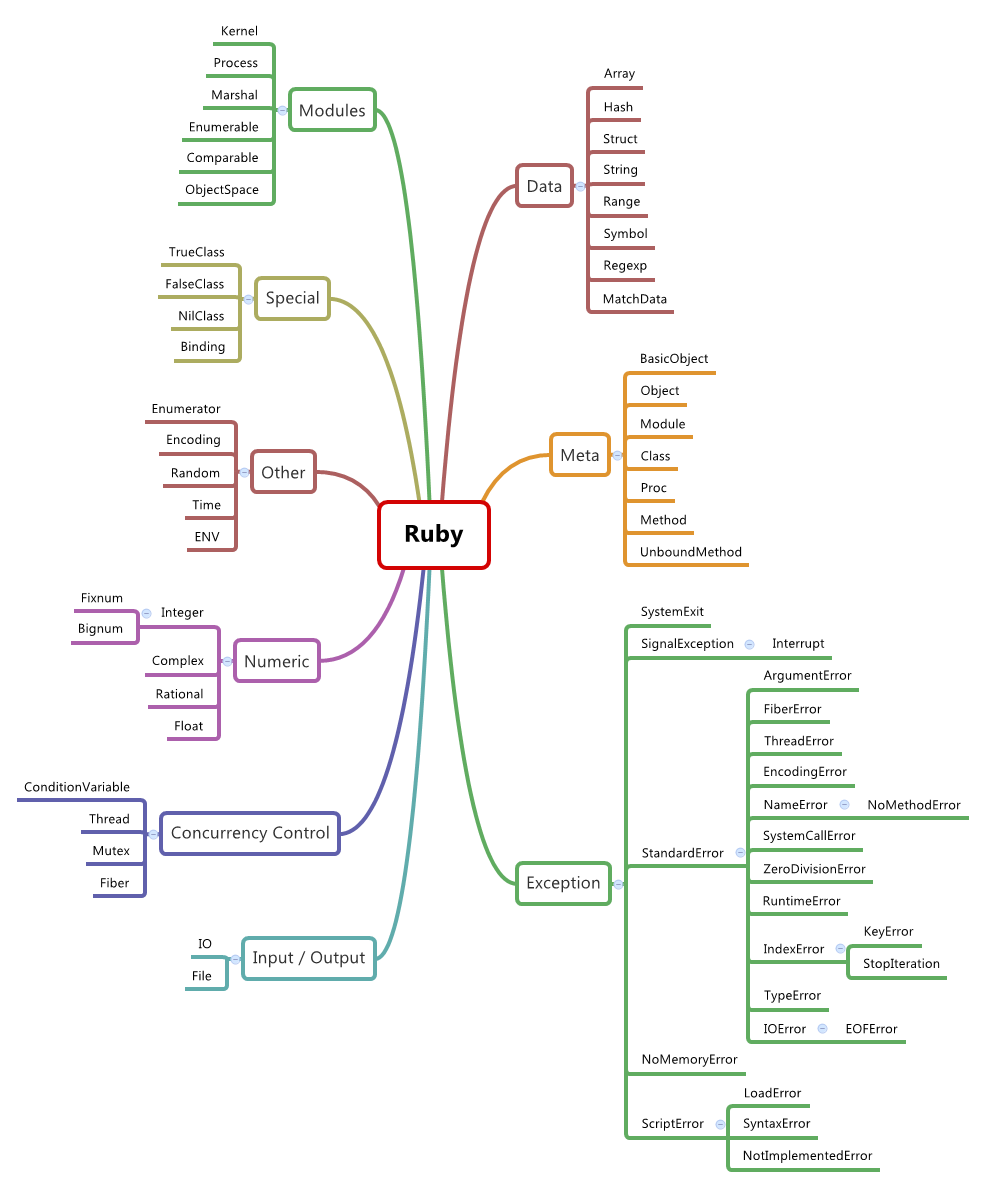 Ruby
Modules
Kernel
Process
Marshal
Enumerable
Comparable
ObjectSpace
Special
TrueClass
FalseClass
NilClass
Binding
Other
Enumerator
Encoding
Random
Time
ENV
Numeric
Integer
Fixnum
Bignum
Complex
Rational
Float
Concurrency Control
ConditionVariable
Thread
Mutex
Fiber
Input / Output
IO
File
Data
Array
Hash
Struct
String
Range
Symbol
Regexp
MatchData
Meta
BasicObject
Object
Module
Class
Proc
Method
UnboundMethod
Exception
SystemExit
SignalException
Interrupt
StandardError
ArgumentError
FiberError
ThreadError
EncodingError
NameError
NoMethodError
SystemCallError
ZeroDivisionError
RuntimeError
IndexError
KeyError
StopIteration
TypeError
IOError
EOFError
NoMemoryError
ScriptError
LoadError
SyntaxError
NotImplementedError